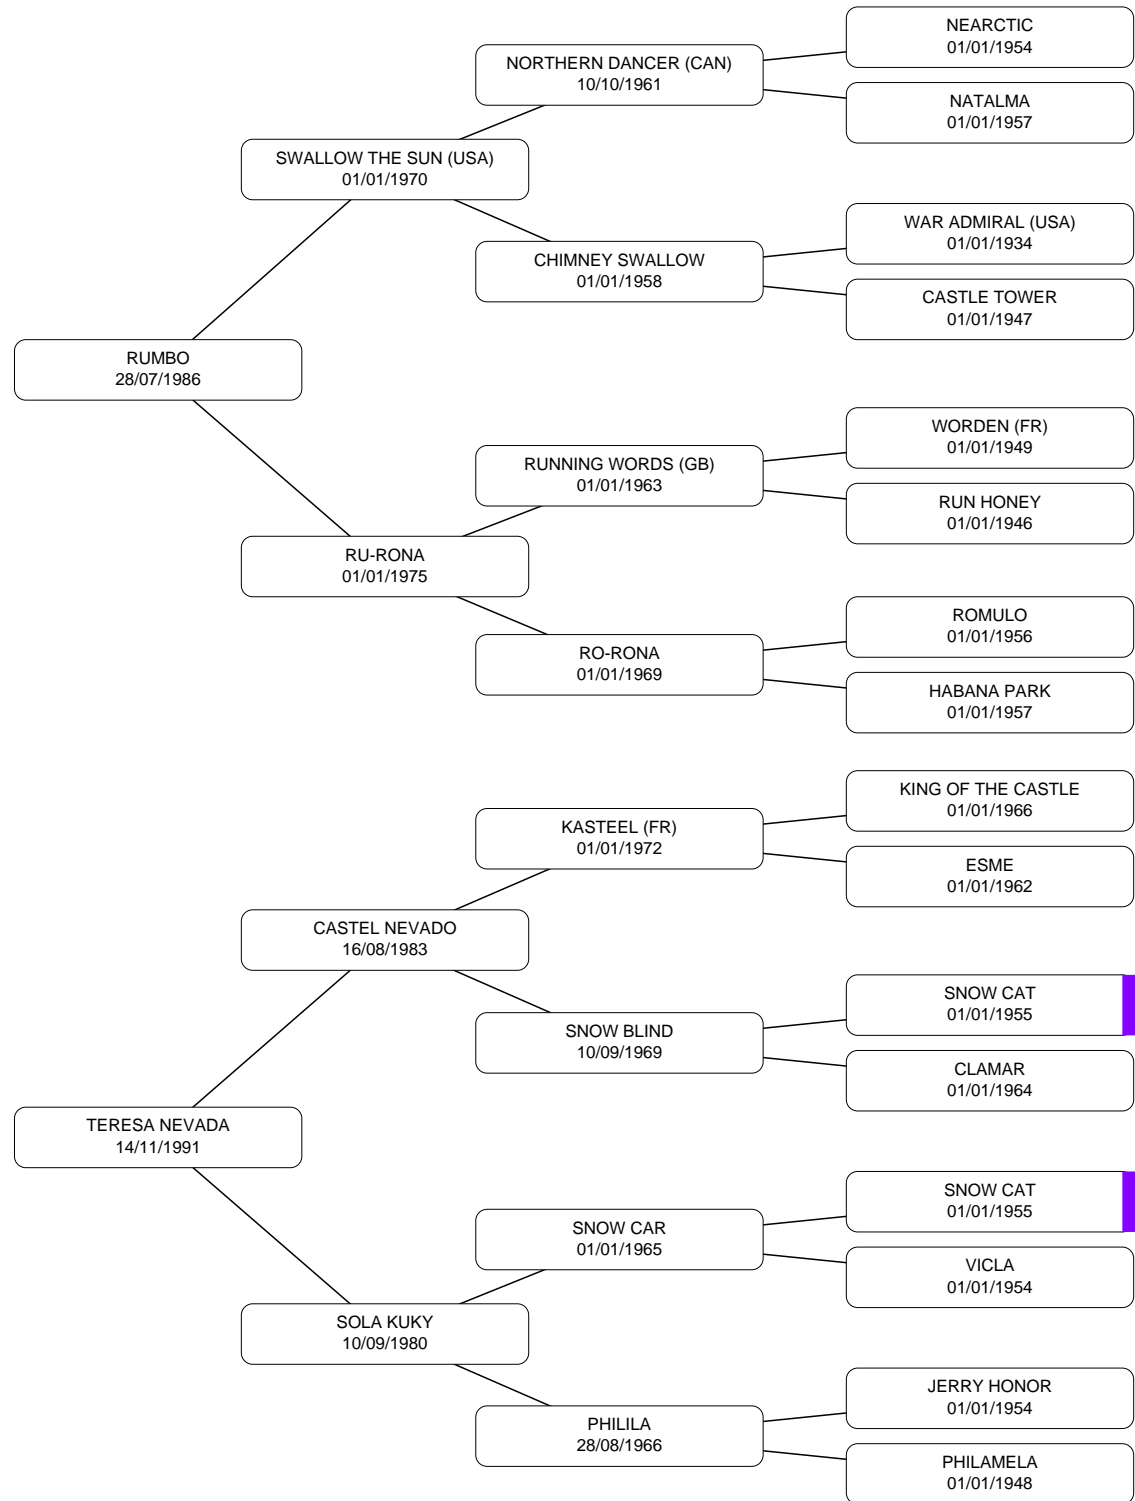 NEARCTIC
01/01/1954
NORTHERN DANCER (CAN)
10/10/1961
NATALMA
01/01/1957
SWALLOW THE SUN (USA)
01/01/1970
WAR ADMIRAL (USA)
01/01/1934
CHIMNEY SWALLOW
01/01/1958
CASTLE TOWER
01/01/1947
RUMBO
28/07/1986
WORDEN (FR)
01/01/1949
RUNNING WORDS (GB)
01/01/1963
RUN HONEY
01/01/1946
RU-RONA
01/01/1975
ROMULO
01/01/1956
RO-RONA
01/01/1969
HABANA PARK
01/01/1957
KING OF THE CASTLE
01/01/1966
KASTEEL (FR)
01/01/1972
ESME
01/01/1962
CASTEL NEVADO
16/08/1983
SNOW CAT
01/01/1955
SNOW BLIND
10/09/1969
CLAMAR
01/01/1964
TERESA NEVADA
14/11/1991
SNOW CAT
01/01/1955
SNOW CAR
01/01/1965
VICLA
01/01/1954
SOLA KUKY
10/09/1980
JERRY HONOR
01/01/1954
PHILILA
28/08/1966
PHILAMELA
01/01/1948